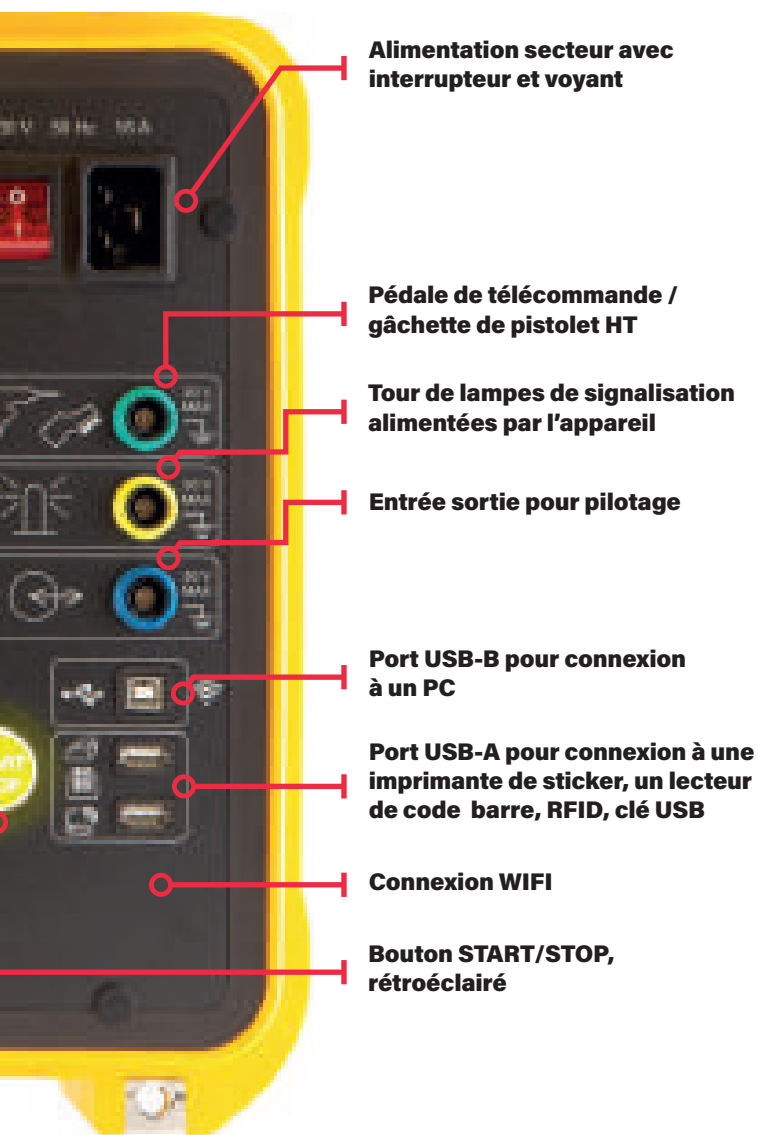 Alimentation secteur avec
interrupteur et voyant
Pédale de télécommande /
gâchette de pistolet HT
Tour de lampes de signalisation
alimentées par l’appareil
Entrée sortie pour pilotage
Port USB-B pour connexion
à un PC
Port USB-A pour connexion à une
imprimante de sticker, un lecteur
de code  barre, RFID, clé USB
Connexion WIFI
Bouton START/STOP,
rétroéclairé